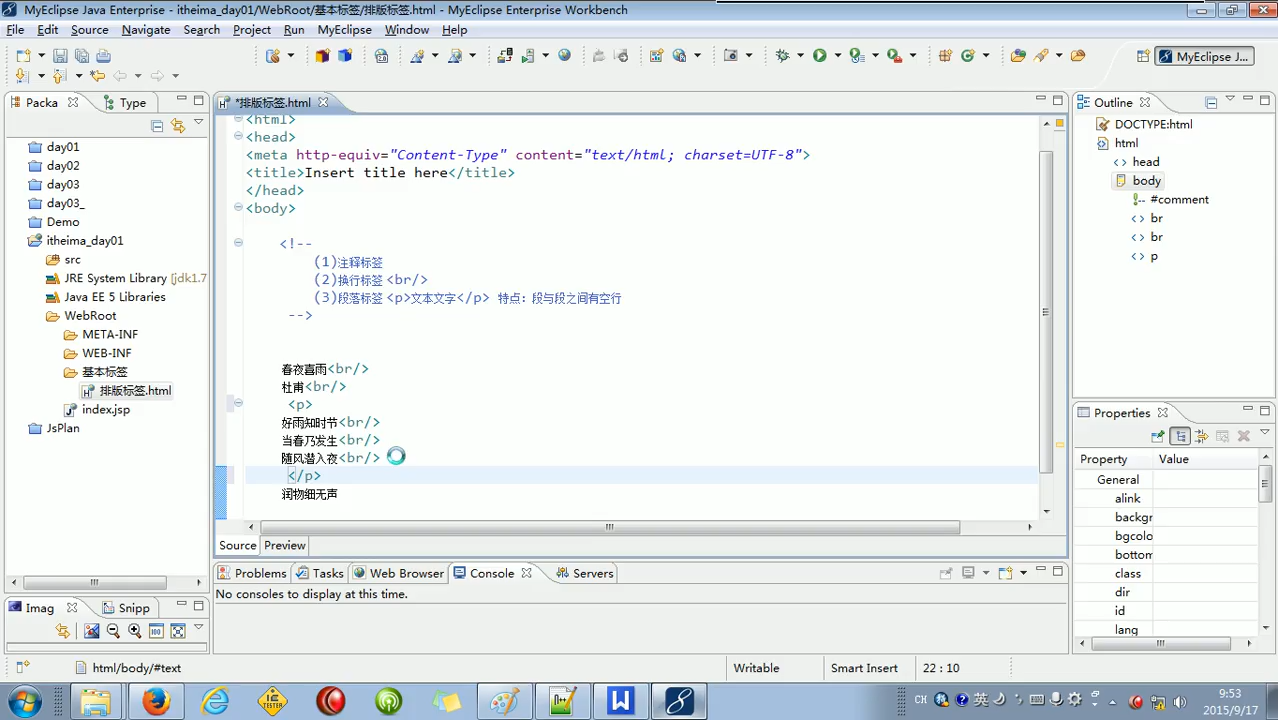 MyEclipse Java Enterprise - itheima_day01/WebRoot/基本标签/排版标签.html - MyEclipse Enterprise Workbench
File Edit Source Navigate Search Project Run MyEclipse Window Help
MyEclipse J...
Packa Type
*排版标签.html
Outline
day01
day02
day03
day03_
Demo
itheima_day01
src
JRE System Library [jdk1.7
Java EE 5 Libraries
WebRoot
META-INF
WEB-INF
基本标签
排版标签.html
index.jsp
JsPlan
<html>
<head>
<meta http-equiv="Content-Type" content="text/html; charset=UTF-8">
<title>Insert title here</title>
</head>
<body>
<!--
(1)注释标签
(2)换行标签 <br/>
(3)段落标签 <p>文本文字</p> 特点: 段与段之间有空行
-->
春夜喜雨<br/>
杜甫<br/>
<p>
好雨知时节<br/>
当春乃发生<br/>
随风潜入夜<br/>
</p>
润物细无声
Source Preview
DOCTYPE:html
html
head
body
#comment
br
br
p
Properties
Property Value
General
alink
backgr
bgcolo
bottom
class
dir
id
lang
Problems Tasks Web Browser Console Servers
No consoles to display at this time.
Imag Snipp
html/body/#text
Writable
Smart Insert
22 : 10
CH
英
9:53
2015/9/17